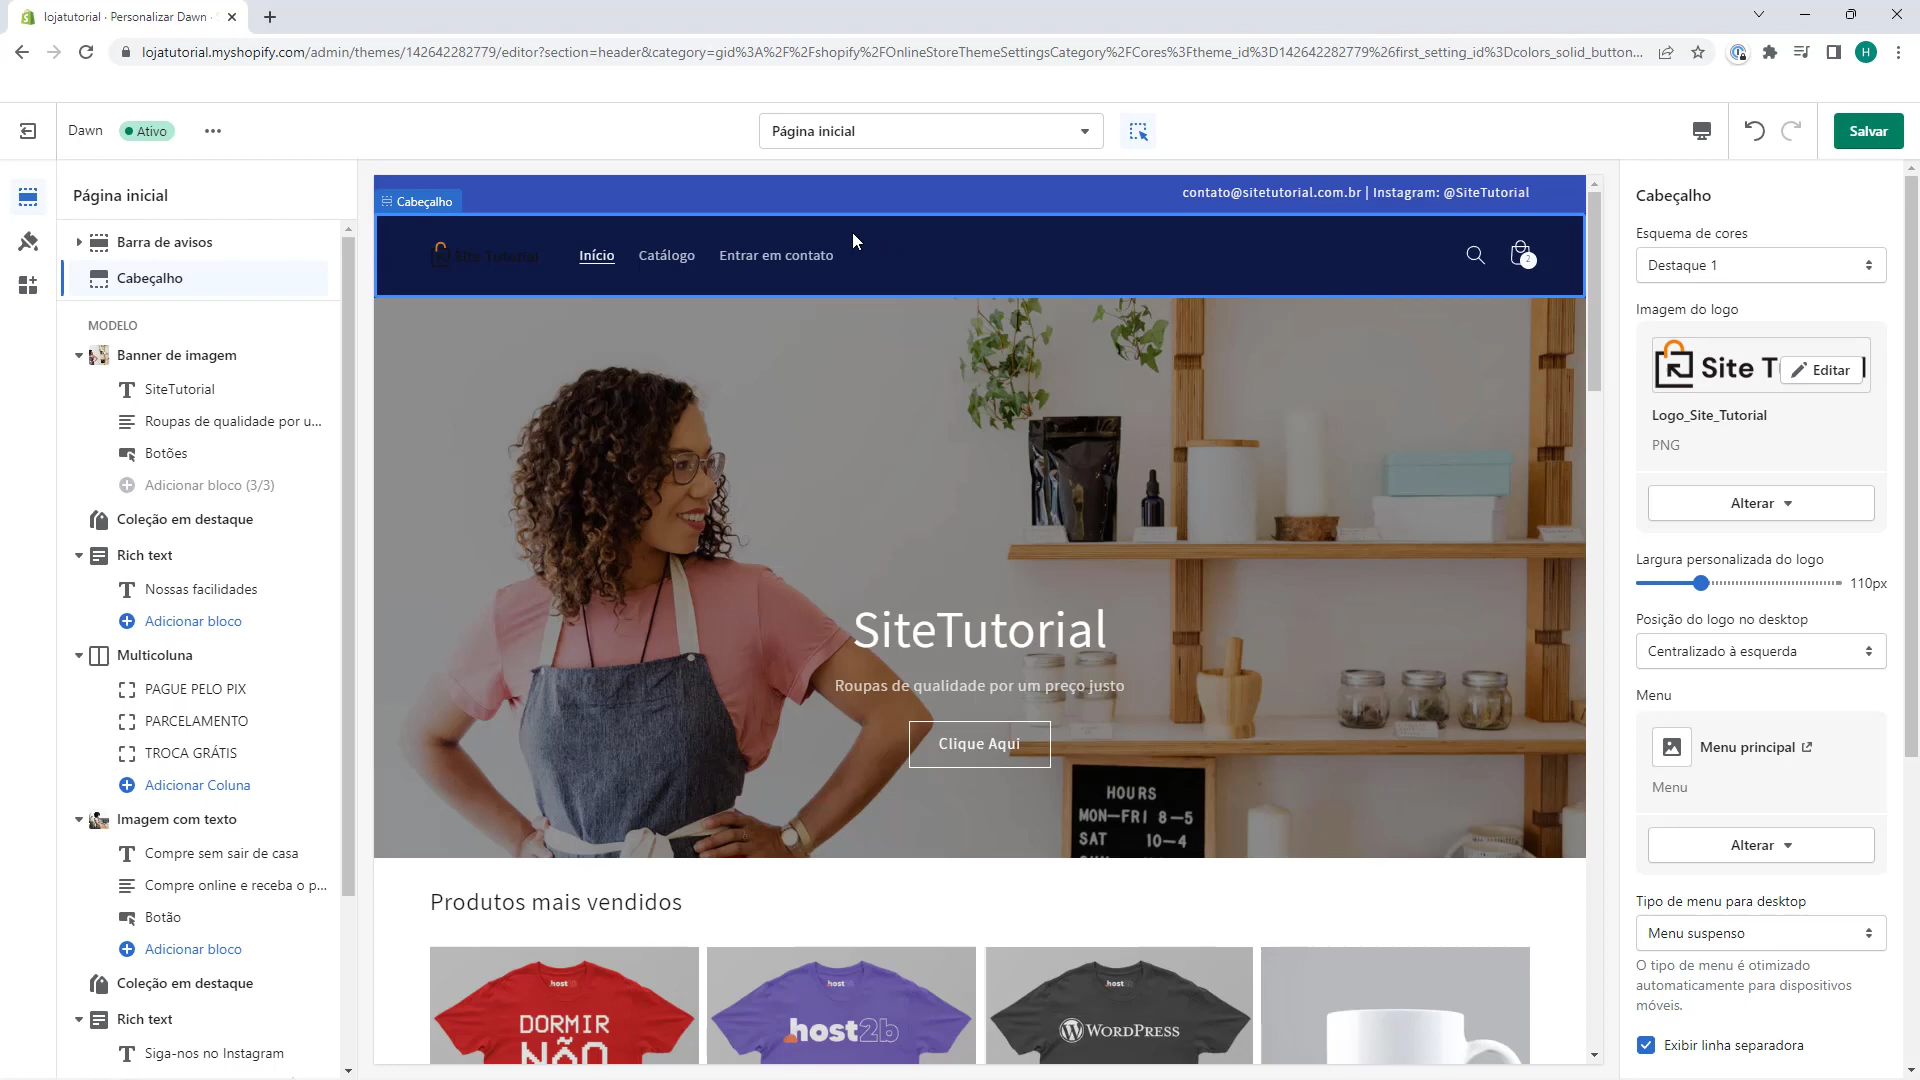 lojatutorial · Personalizar Dawn ·
lojatutorial.myshopify.com/admin/themes/142642282779/editor?section=header&category=gid%3A%2F%2Fshopify%2FOnlineStoreThemeSettingsCategory%2FCores%3Ftheme_id%3D142642282779%26first_setting_id%3Dcolors_solid_button...
H
Dawn
Ativo
Página inicial
Salvar
Página inicial
Barra de avisos
Cabeçalho
MODELO
Banner de imagem
SiteTutorial
Roupas de qualidade por u...
Botões
Adicionar bloco (3/3)
Coleção em destaque
Rich text
Nossas facilidades
Adicionar bloco
Multicoluna
PAGUE PELO PIX
PARCELAMENTO
TROCA GRÁTIS
Adicionar Coluna
Imagem com texto
Compre sem sair de casa
Compre online e receba o p...
Botão
Adicionar bloco
Coleção em destaque
Rich text
Siga-nos no Instagram
contato@sitetutorial.com.br | Instagram: @SiteTutorial
Cabeçalho
Site Tutorial
Início
Catálogo
Entrar em contato
2
HOURS
MON–FRI 8–5
SAT 10–4
SiteTutorial
Roupas de qualidade por um preço justo
Clique Aqui
Produtos mais vendidos
host
DORMIR
NÃO
host
host2b
host
WORDPRESS
Cabeçalho
Esquema de cores
Destaque 1
Imagem do logo
Site T
Editar
Logo_Site_Tutorial
PNG
Alterar
Largura personalizada do logo
110px
Posição do logo no desktop
Centralizado à esquerda
Menu
Menu principal
Menu
Alterar
Tipo de menu para desktop
Menu suspenso
O tipo de menu é otimizado
automaticamente para dispositivos
móveis.
Exibir linha separadora